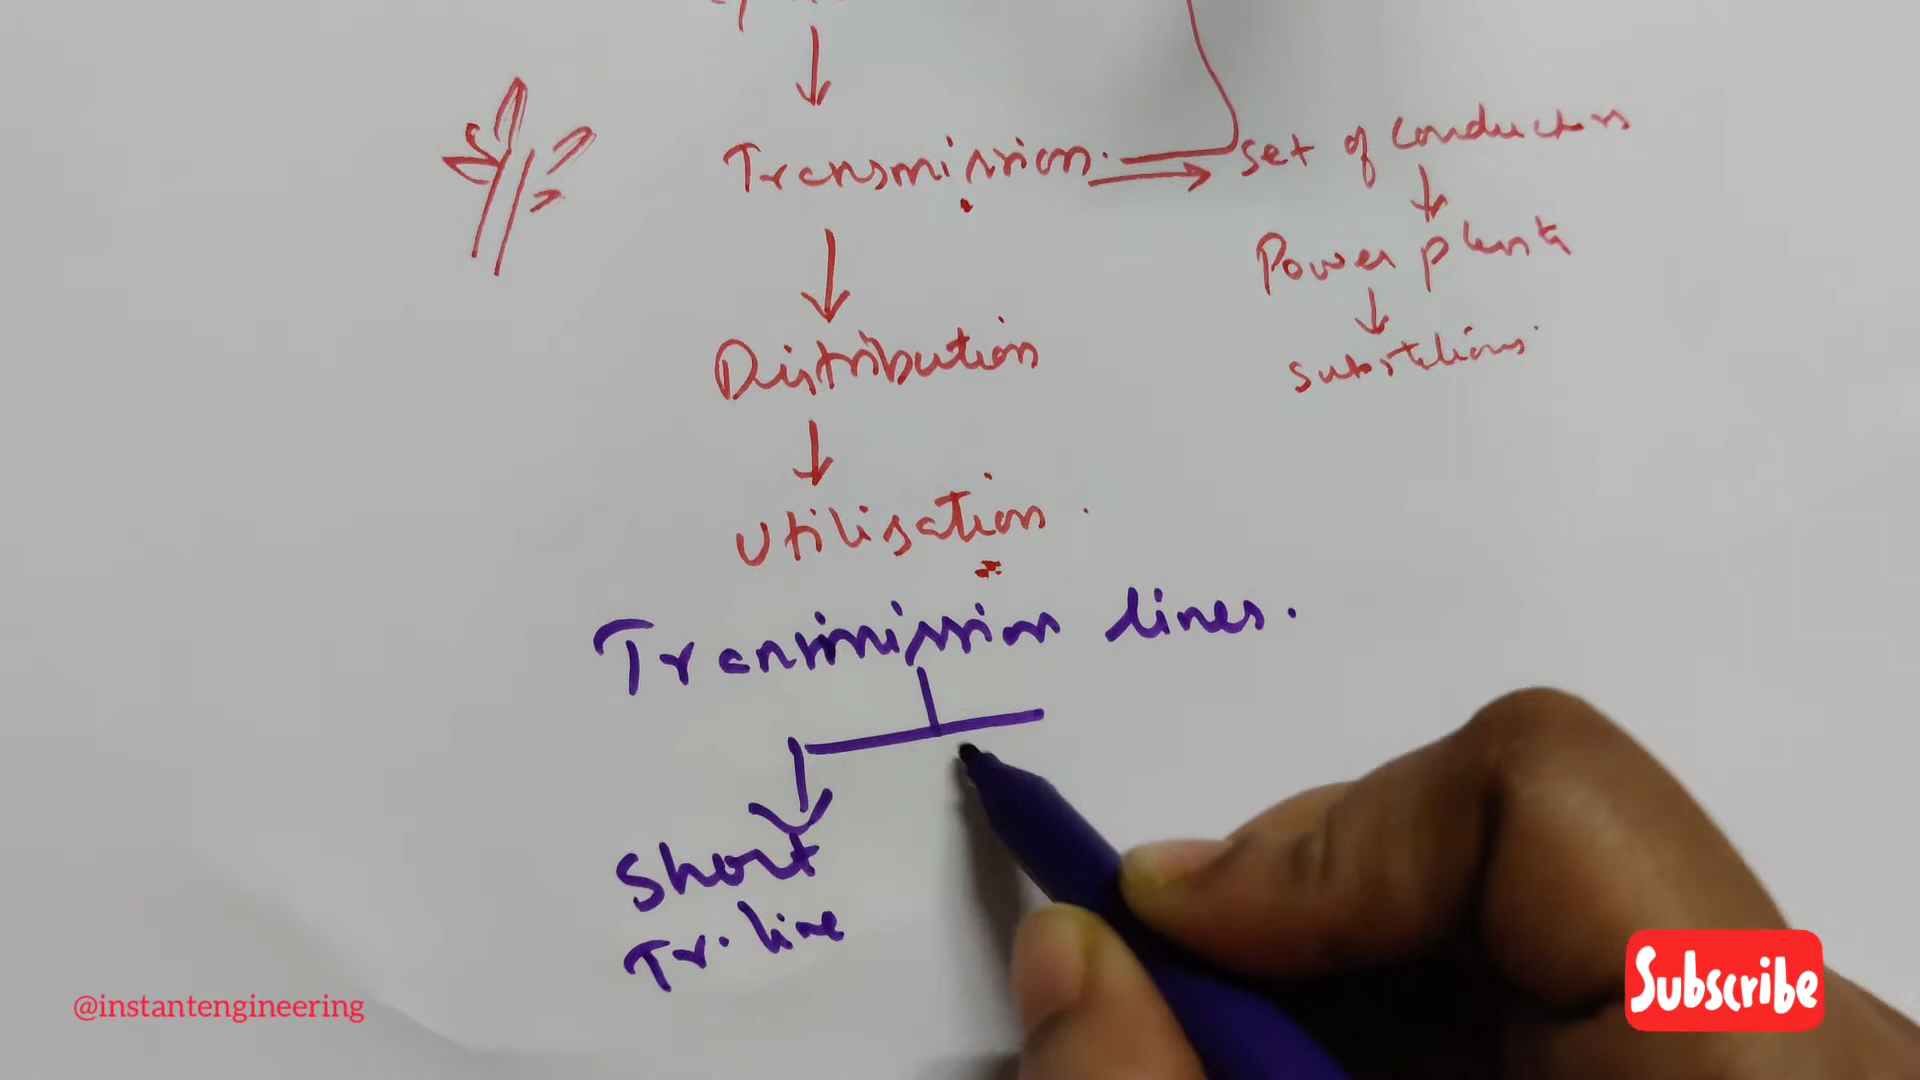 Transmission.
set of conductors
Power plants
substations.
Distribution
Utilisation.
Transmission lines.
Short
Tr. line
@instantengineering
Subscribe